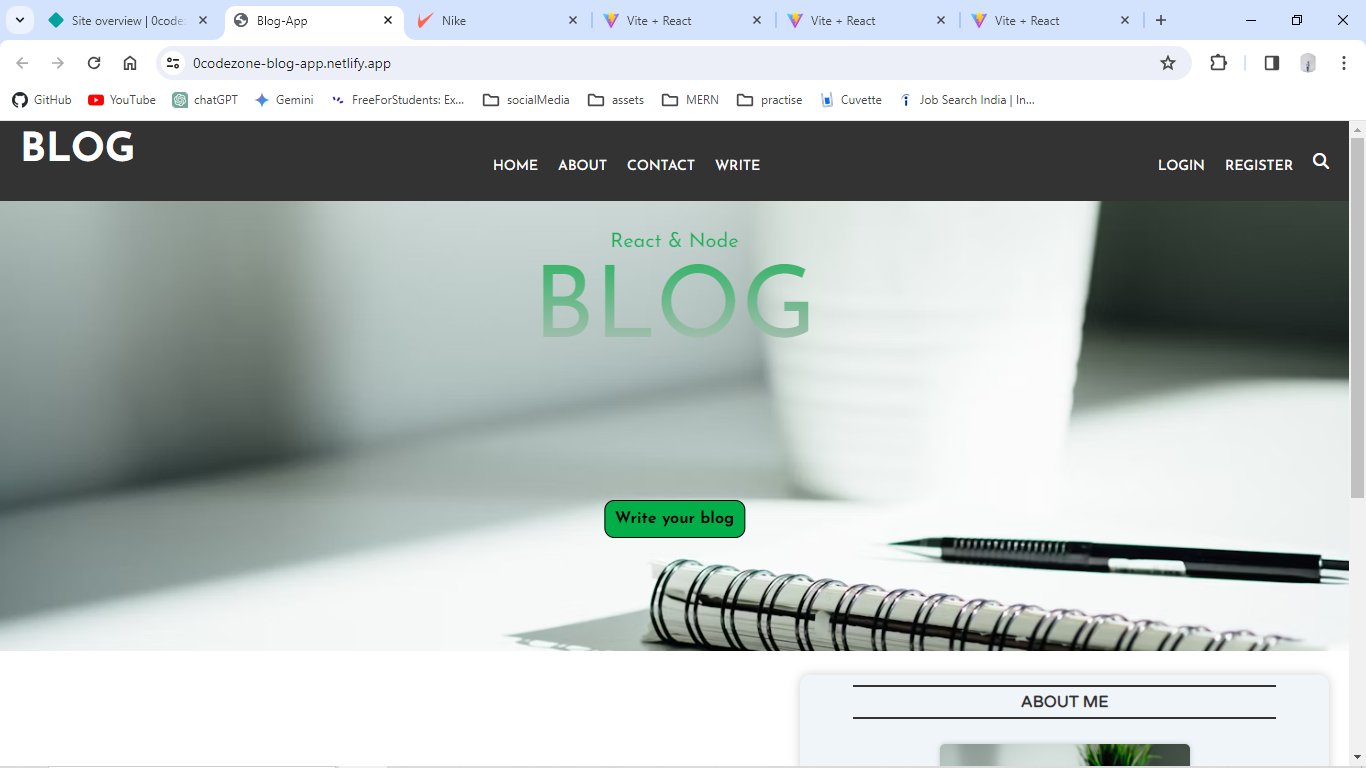 Site overview | 0code
Blog-App
Nike
Vite + React
Vite + React
Vite + React
0codezone-blog-app.netlify.app
GitHub
YouTube
chatGPT
Gemini
FreeForStudents: Ex...
socialMedia
assets
MERN
practise
Cuvette
Job Search India | In...
BLOG
HOME
ABOUT
CONTACT
WRITE
LOGIN
REGISTER
React & Node
BLOG
Write your blog
ABOUT ME